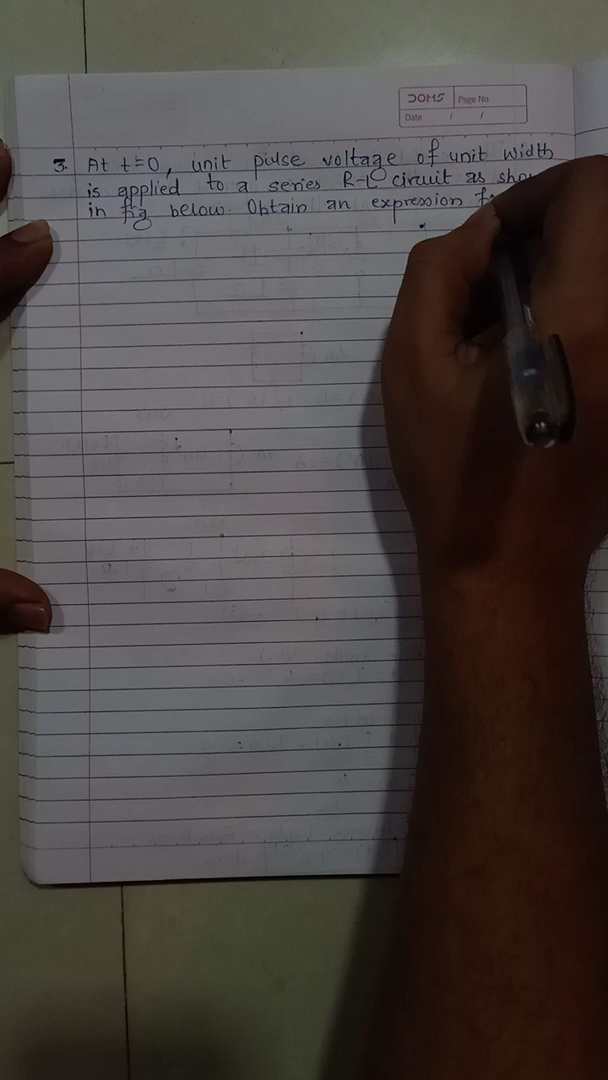 DOMS Page No.
Date / /
3. At t=0, unit pulse voltage of unit width
is applied to a series R-L circuit as
in fig below. Obtain an expression